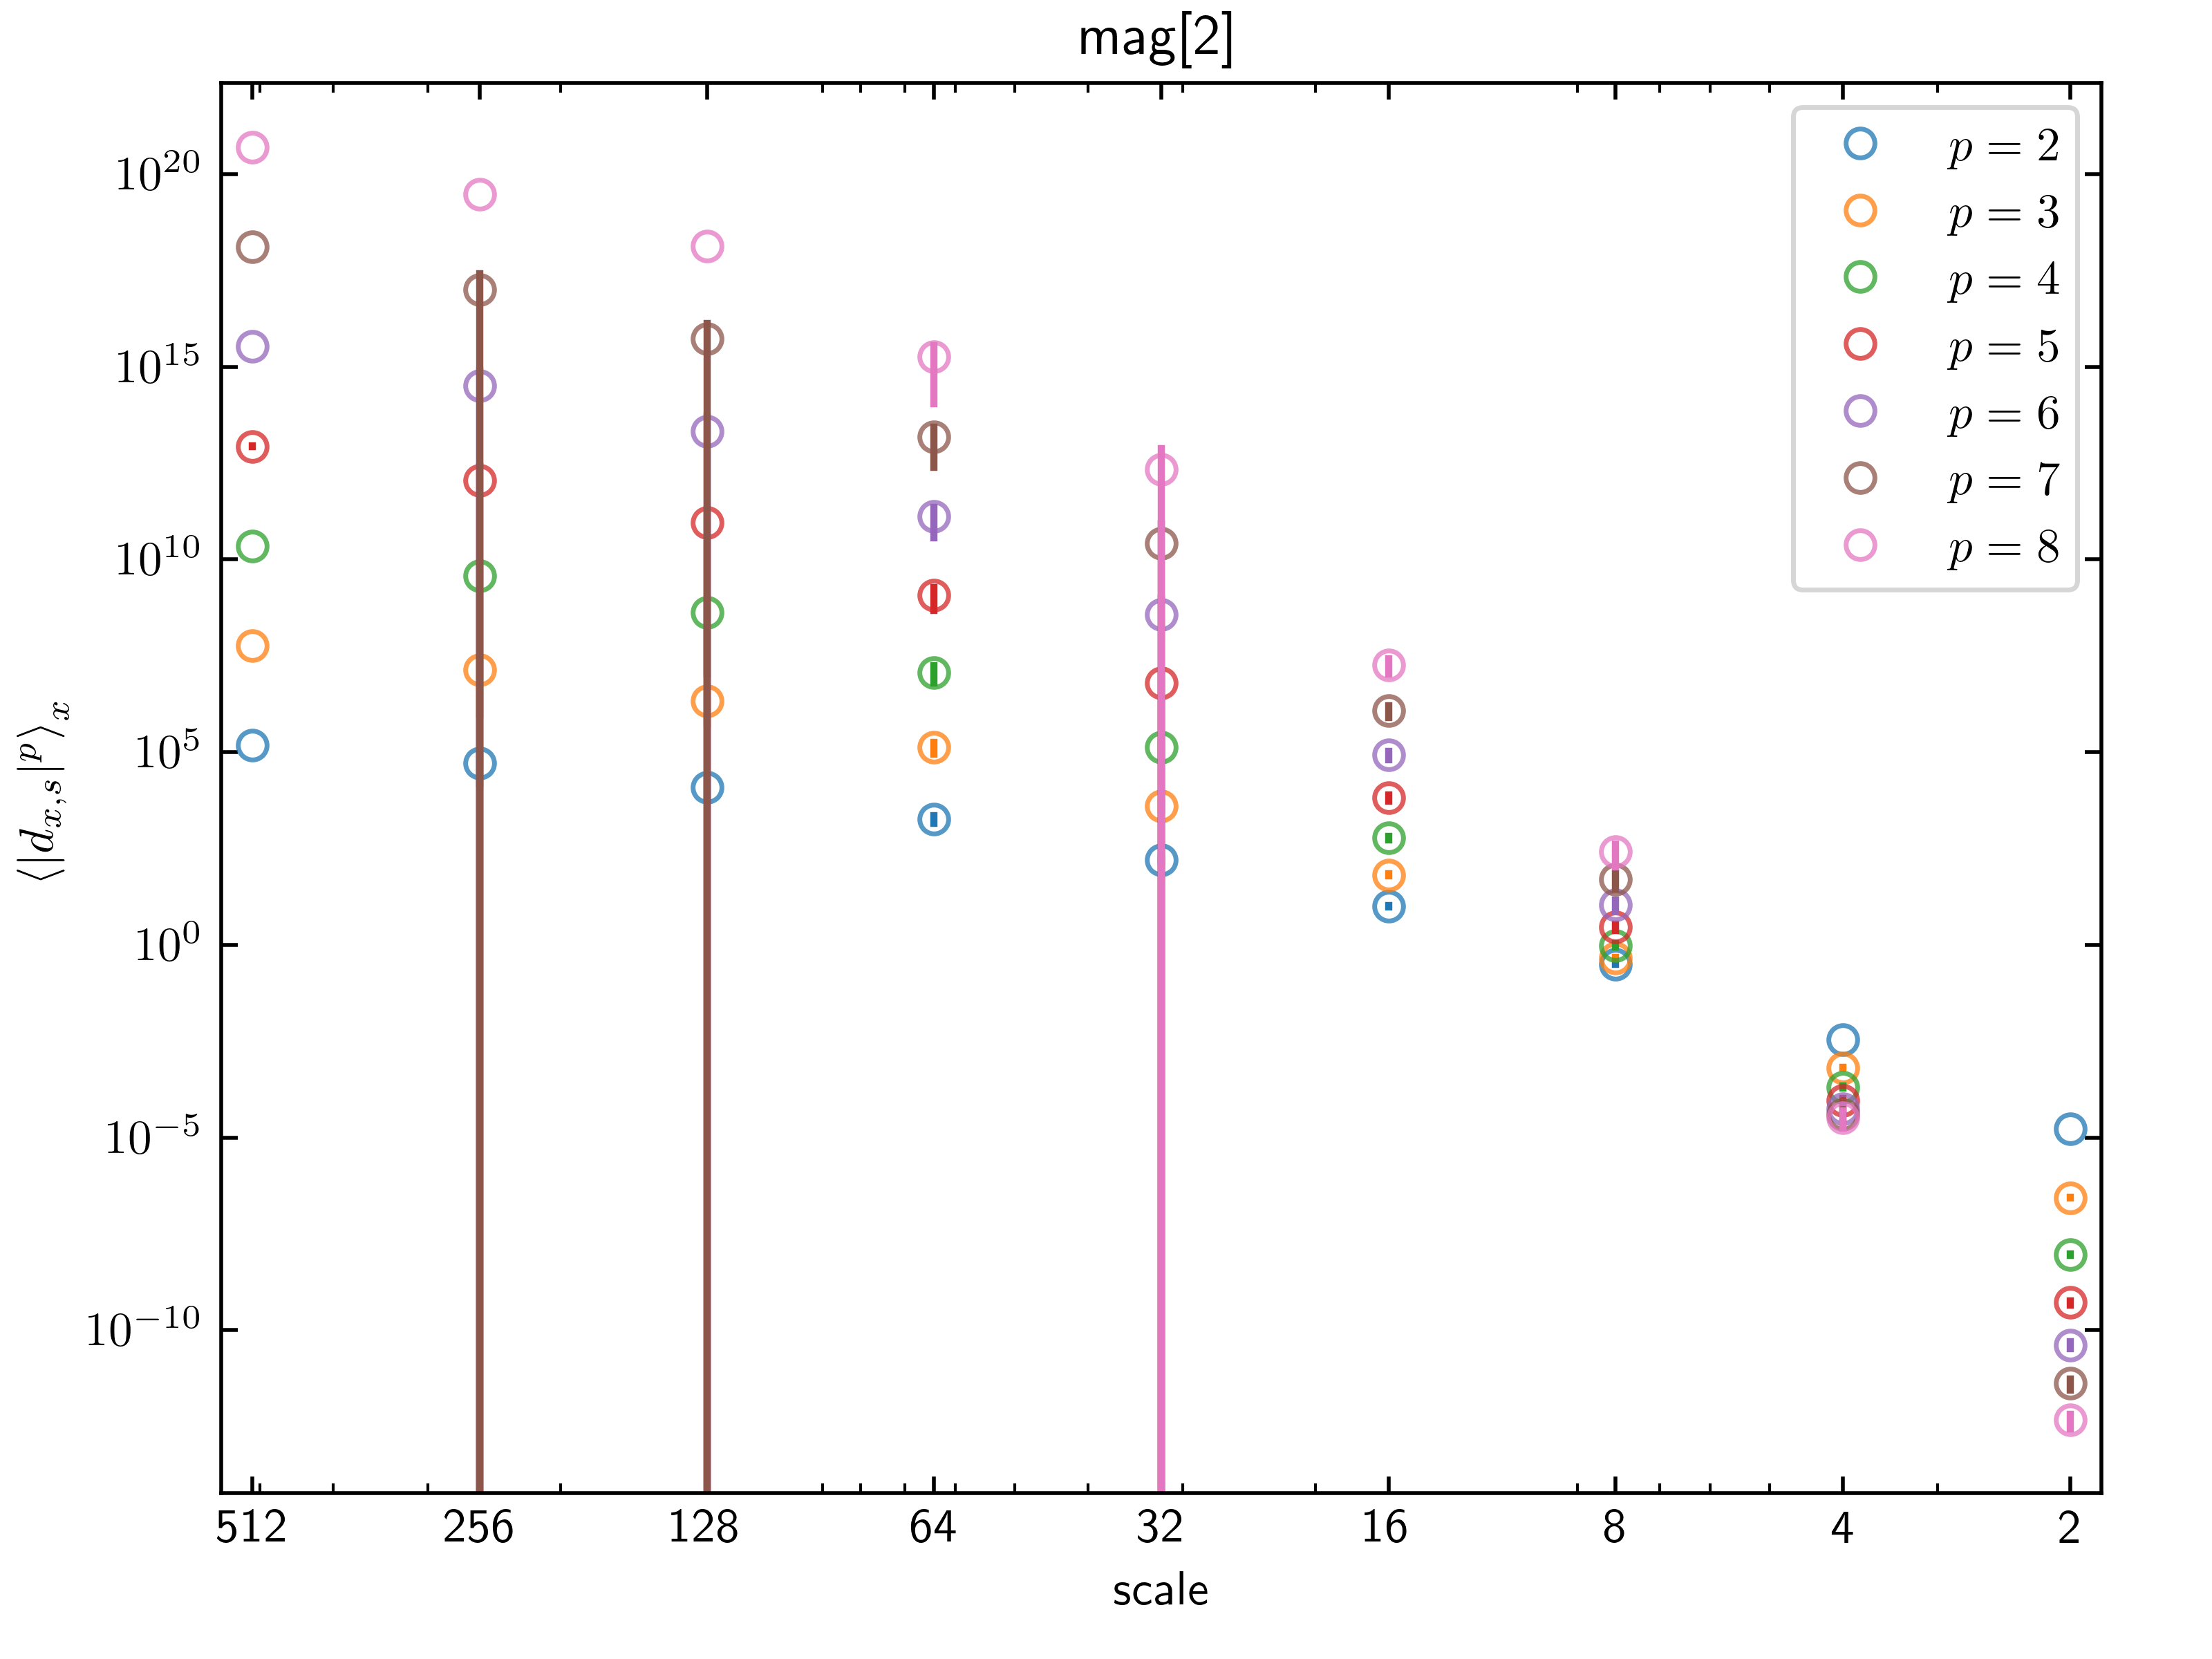 mag[2]
10^20
10^15
10^10
10^5
10^0
10^−5
10^−10
⟨|d_{x,s}|^p⟩_x
p = 2
p = 3
p = 4
p = 5
p = 6
p = 7
p = 8
512 256 128 64 32 16 8 4 2
scale